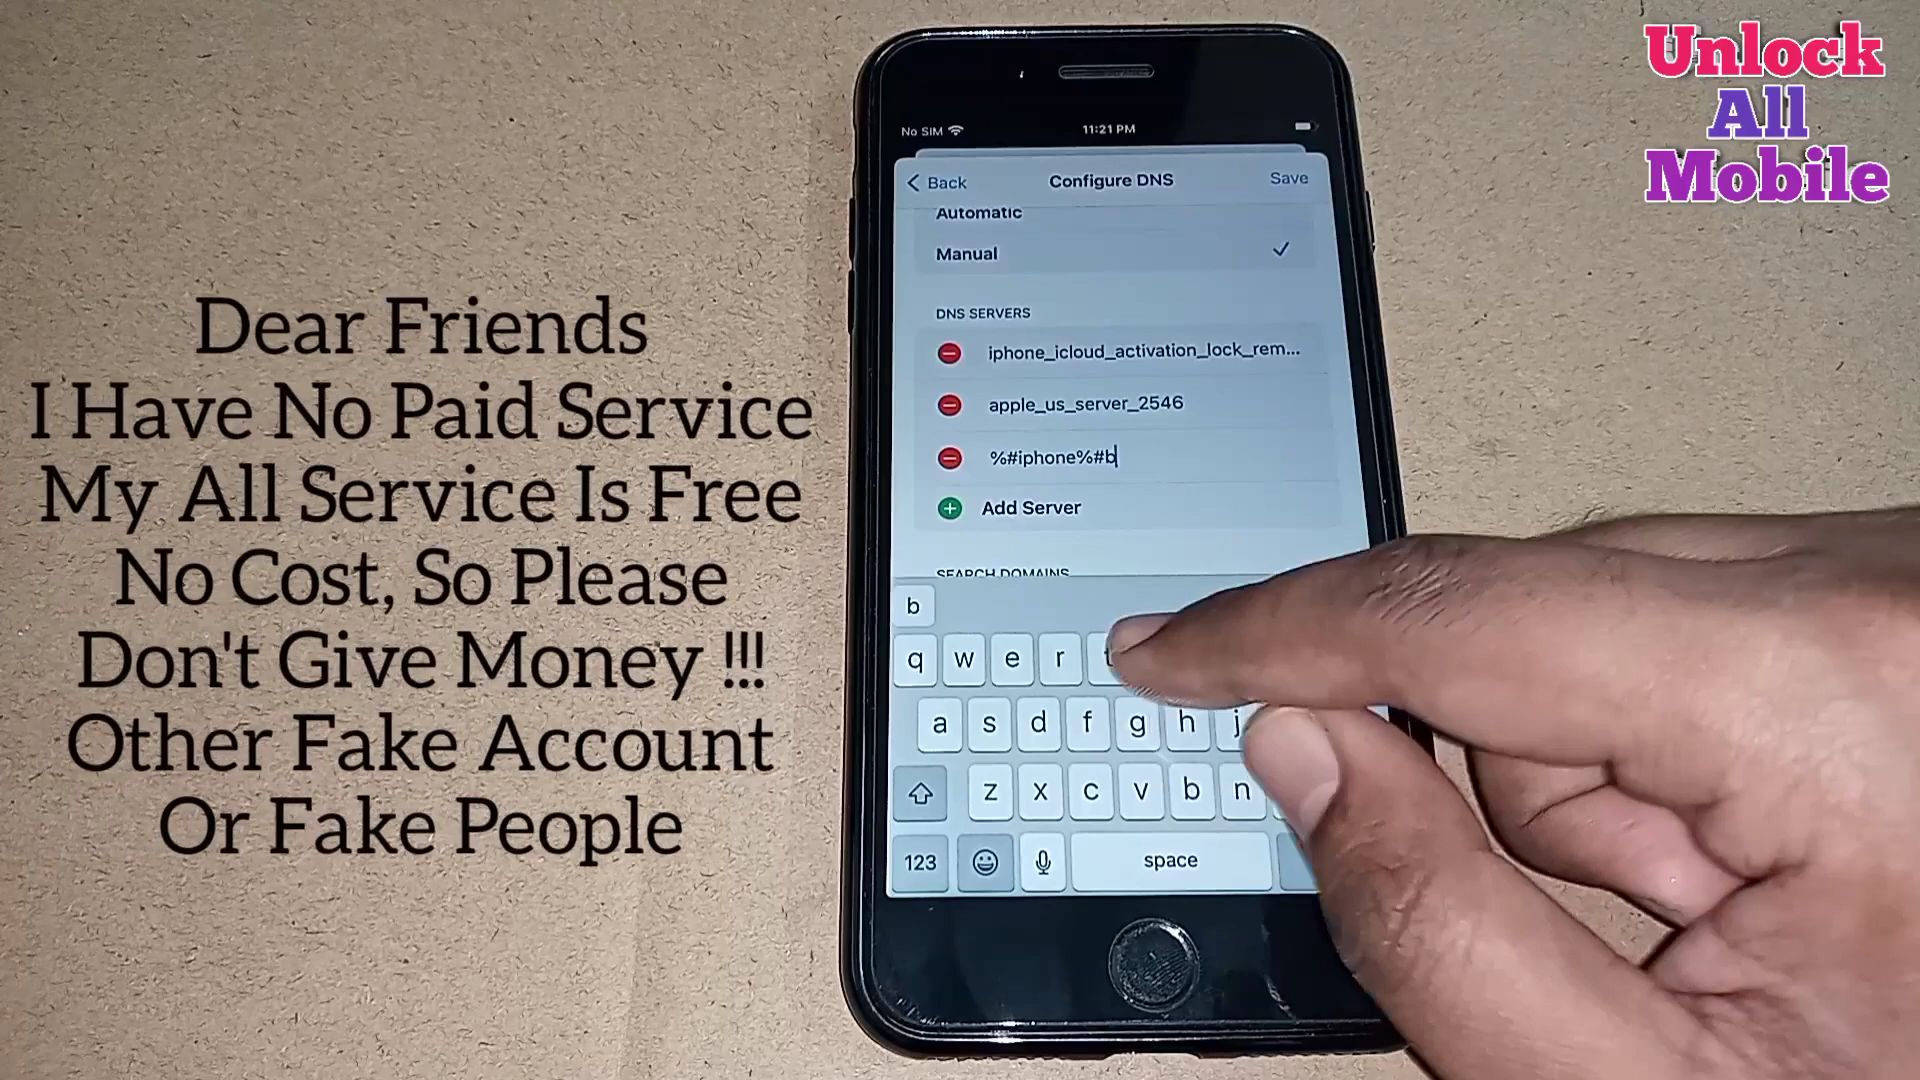 Unlock
All
Mobile
Dear Friends
I Have No Paid Service
My All Service Is Free
No Cost, So Please
Don't Give Money !!!
Other Fake Account
Or Fake People
No SIM 11:21 PM
Back Configure DNS Save
Automatic
Manual
DNS SERVERS
iphone_icloud_activation_lock_rem...
apple_us_server_2546
%#iphone%#b
Add Server
SEARCH DOMAINS
b
q w e r t
a s d f g h j
z x c v b n
123 space